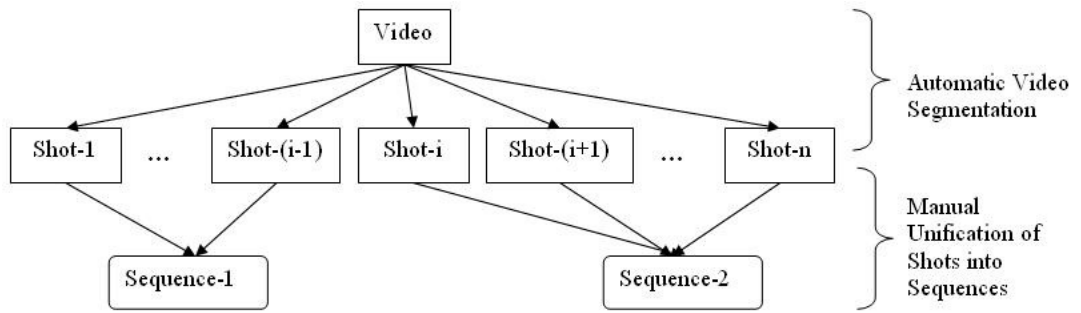 Video
Automatic Video
Segmentation
Shot-1 ... Shot-(i-1) Shot-i Shot-(i+1) ... Shot-n
Manual
Unification of
Shots into
Sequences
Sequence-1 Sequence-2